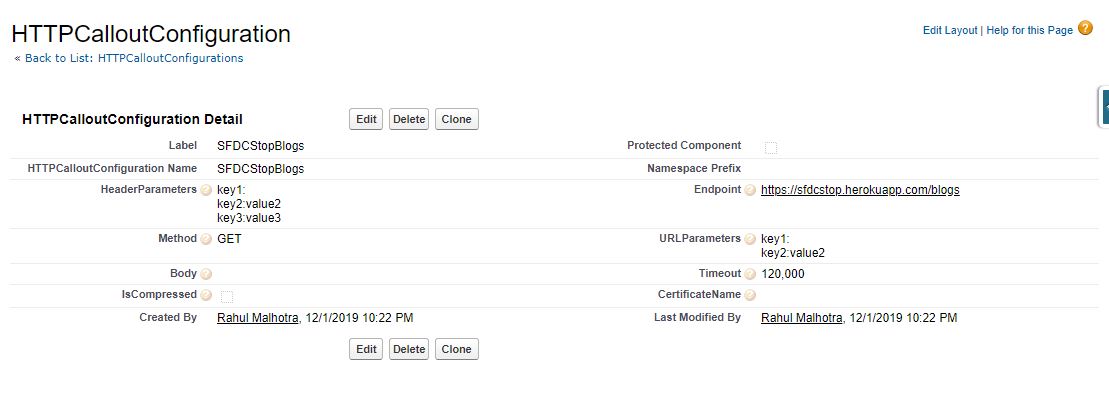 HTTPCalloutConfiguration
Edit Layout | Help for this Page ?
« Back to List: HTTPCalloutConfigurations
HTTPCalloutConfiguration Detail Edit Delete Clone
Label SFDCStopBlogs Protected Component
HTTPCalloutConfiguration Name SFDCStopBlogs Namespace Prefix
HeaderParameters ? key1: Endpoint ? https://sfdcstop.herokuapp.com/blogs
key2:value2
key3:value3
Method ? GET URLParameters ? key1:
key2:value2
Body ? Timeout ? 120,000
IsCompressed ? CertificateName ?
Created By Rahul Malhotra, 12/1/2019 10:22 PM Last Modified By Rahul Malhotra, 12/1/2019 10:22 PM
Edit Delete Clone